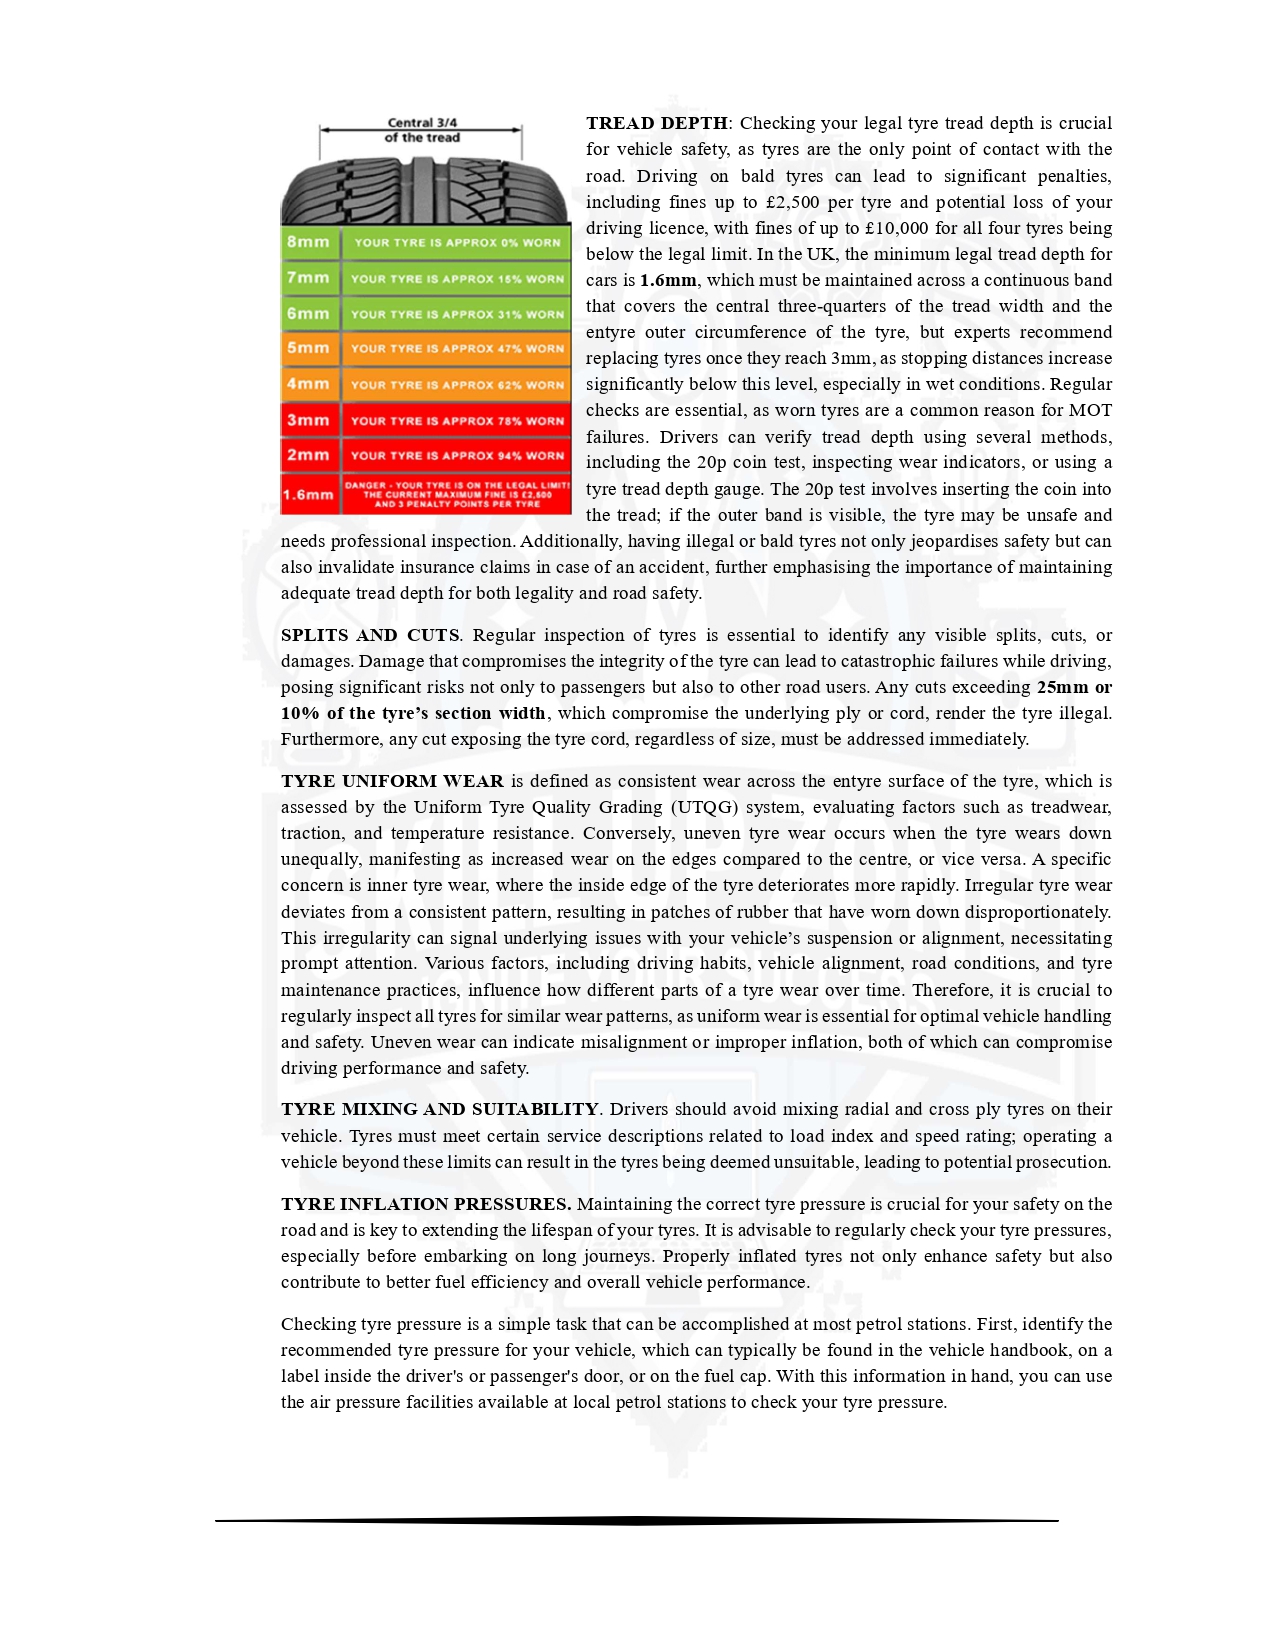 Central 3/4
of the tread
8mm YOUR TYRE IS APPROX 0% WORN
7mm YOUR TYRE IS APPROX 15% WORN
6mm YOUR TYRE IS APPROX 31% WORN
5mm YOUR TYRE IS APPROX 47% WORN
4mm YOUR TYRE IS APPROX 62% WORN
3mm YOUR TYRE IS APPROX 78% WORN
2mm YOUR TYRE IS APPROX 94% WORN
1.6mm DANGER - YOUR TYRE IS ON THE LEGAL LIMIT!
THE CURRENT MAXIMUM FINE IS £2,500
AND 3 PENALTY POINTS PER TYRE
TREAD DEPTH: Checking your legal tyre tread depth is crucial
for vehicle safety, as tyres are the only point of contact with the
road. Driving on bald tyres can lead to significant penalties,
including fines up to £2,500 per tyre and potential loss of your
driving licence, with fines of up to £10,000 for all four tyres being
below the legal limit. In the UK, the minimum legal tread depth for
cars is 1.6mm, which must be maintained across a continuous band
that covers the central three-quarters of the tread width and the
entyre outer circumference of the tyre, but experts recommend
replacing tyres once they reach 3mm, as stopping distances increase
significantly below this level, especially in wet conditions. Regular
checks are essential, as worn tyres are a common reason for MOT
failures. Drivers can verify tread depth using several methods,
including the 20p coin test, inspecting wear indicators, or using a
tyre tread depth gauge. The 20p test involves inserting the coin into
the tread; if the outer band is visible, the tyre may be unsafe and
needs professional inspection. Additionally, having illegal or bald tyres not only jeopardises safety but can
also invalidate insurance claims in case of an accident, further emphasising the importance of maintaining
adequate tread depth for both legality and road safety.
SPLITS AND CUTS. Regular inspection of tyres is essential to identify any visible splits, cuts, or
damages. Damage that compromises the integrity of the tyre can lead to catastrophic failures while driving,
posing significant risks not only to passengers but also to other road users. Any cuts exceeding 25mm or
10% of the tyre’s section width, which compromise the underlying ply or cord, render the tyre illegal.
Furthermore, any cut exposing the tyre cord, regardless of size, must be addressed immediately.
TYRE UNIFORM WEAR is defined as consistent wear across the entyre surface of the tyre, which is
assessed by the Uniform Tyre Quality Grading (UTQG) system, evaluating factors such as treadwear,
traction, and temperature resistance. Conversely, uneven tyre wear occurs when the tyre wears down
unequally, manifesting as increased wear on the edges compared to the centre, or vice versa. A specific
concern is inner tyre wear, where the inside edge of the tyre deteriorates more rapidly. Irregular tyre wear
deviates from a consistent pattern, resulting in patches of rubber that have worn down disproportionately.
This irregularity can signal underlying issues with your vehicle’s suspension or alignment, necessitating
prompt attention. Various factors, including driving habits, vehicle alignment, road conditions, and tyre
maintenance practices, influence how different parts of a tyre wear over time. Therefore, it is crucial to
regularly inspect all tyres for similar wear patterns, as uniform wear is essential for optimal vehicle handling
and safety. Uneven wear can indicate misalignment or improper inflation, both of which can compromise
driving performance and safety.
TYRE MIXING AND SUITABILITY. Drivers should avoid mixing radial and cross ply tyres on their
vehicle. Tyres must meet certain service descriptions related to load index and speed rating; operating a
vehicle beyond these limits can result in the tyres being deemed unsuitable, leading to potential prosecution.
TYRE INFLATION PRESSURES. Maintaining the correct tyre pressure is crucial for your safety on the
road and is key to extending the lifespan of your tyres. It is advisable to regularly check your tyre pressures,
especially before embarking on long journeys. Properly inflated tyres not only enhance safety but also
contribute to better fuel efficiency and overall vehicle performance.
Checking tyre pressure is a simple task that can be accomplished at most petrol stations. First, identify the
recommended tyre pressure for your vehicle, which can typically be found in the vehicle handbook, on a
label inside the driver's or passenger's door, or on the fuel cap. With this information in hand, you can use
the air pressure facilities available at local petrol stations to check your tyre pressure.